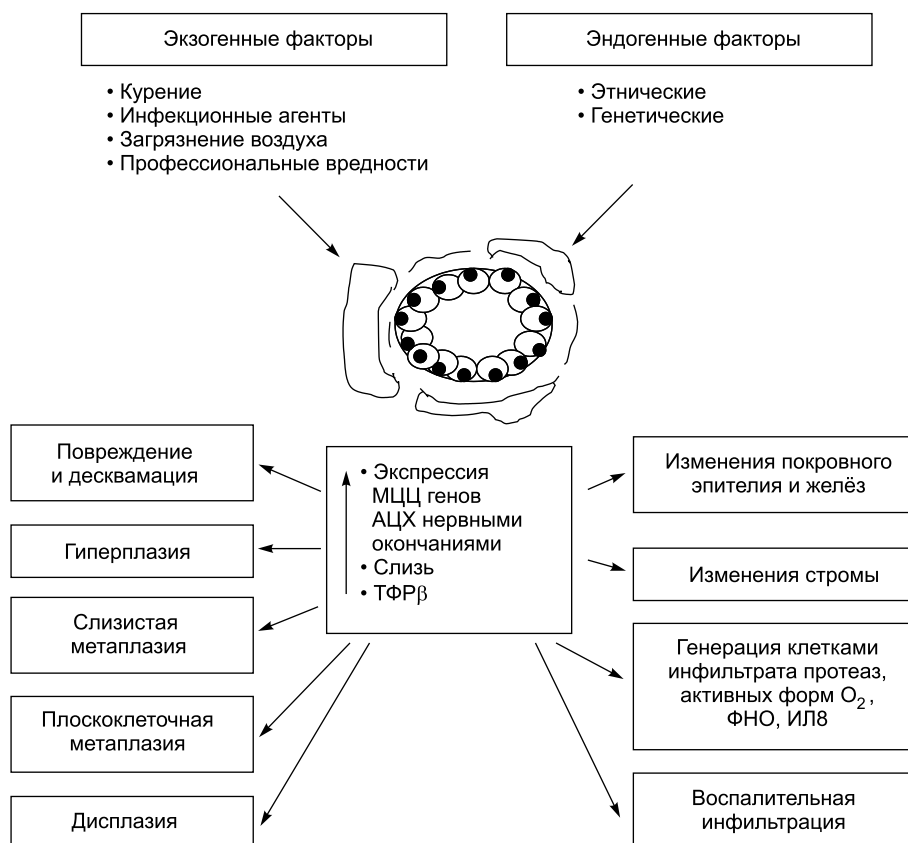 Экзогенные факторы
• Курение
• Инфекционные агенты
• Загрязнение воздуха
• Профессиональные вредности
Эндогенные факторы
• Этнические
• Генетические
Повреждение
и десквамация
Гиперплазия
Слизистая
метаплазия
Плоскоклеточная
метаплазия
Дисплазия
• Экспрессия
МЦЦ генов
АЦХ нервными
окончаниями
• Слизь
• ТФРβ
Изменения покровного
эпителия и желёз
Изменения стромы
Генерация клетками
инфильтрата протеаз,
активных форм O₂,
ФНО, ИЛ8
Воспалительная
инфильтрация